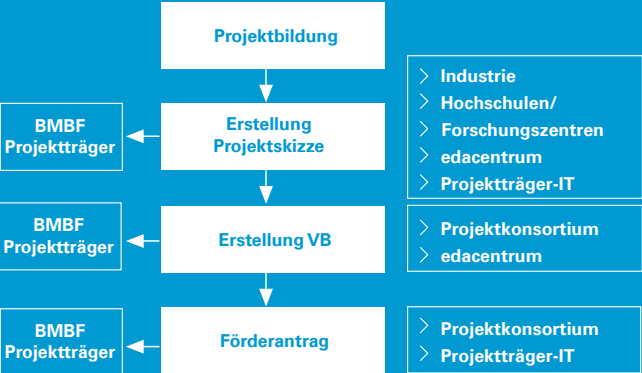 Projektbildung
> Industrie
> Hochschulen/
> Forschungszentren
> edacentrum
> Projektträger-IT
BMBF
Projektträger
Erstellung
Projektskizze
BMBF
Projektträger
Erstellung VB
> Projektkonsortium
> edacentrum
BMBF
Projektträger
Förderantrag
> Projektkonsortium
> Projektträger-IT